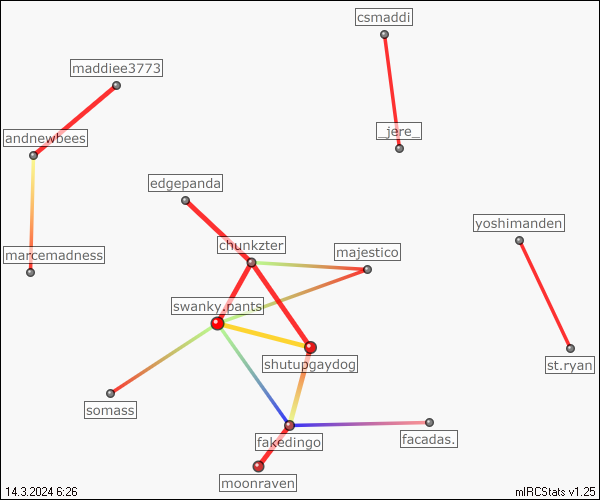 csmaddi
maddiee3773
_jere_
andnewbees
edgepanda
yoshimanden
chunkzter
majestico
marcemadness
swanky.pants
shutupgaydog
st.ryan
somass
fakedingo
facadas.
moonraven
14.3.2024 6:26
mIRCStats v1.25